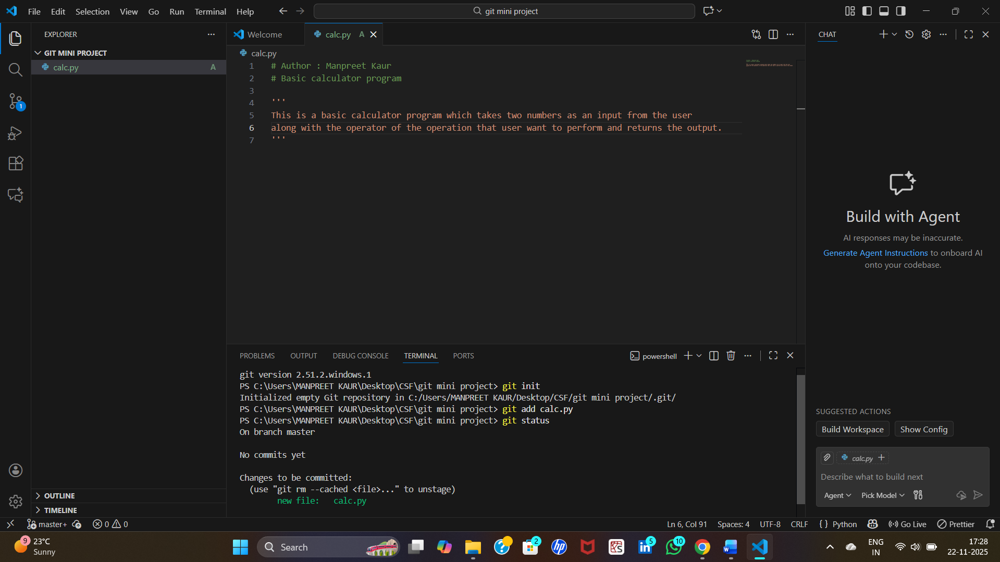 File Edit Selection View Go Run Terminal Help
git mini project
EXPLORER
GIT MINI PROJECT
calc.py A
1
Welcome
calc.py A
calc.py
1 # Author : Manpreet Kaur
2 # Basic calculator program
3
4 '''
5 This is a basic calculator program which takes two numbers as an input from the user
6 along with the operator of the operation that user want to perform and returns the output.
7 '''
CHAT
Build with Agent
AI responses may be inaccurate.
Generate Agent Instructions to onboard AI
onto your codebase.
SUGGESTED ACTIONS
Build Workspace Show Config
calc.py
Describe what to build next
Agent Pick Model
PROBLEMS OUTPUT DEBUG CONSOLE TERMINAL PORTS
powershell
git version 2.51.2.windows.1
PS C:\Users\MANPREET KAUR\Desktop\CSF\git mini project> git init
Initialized empty Git repository in C:/Users/MANPREET KAUR/Desktop/CSF/git mini project/.git/
PS C:\Users\MANPREET KAUR\Desktop\CSF\git mini project> git add calc.py
PS C:\Users\MANPREET KAUR\Desktop\CSF\git mini project> git status
On branch master
No commits yet
Changes to be committed:
(use "git rm --cached <file>..." to unstage)
new file: calc.py
OUTLINE
TIMELINE
master+ 0 0
Ln 6, Col 91 Spaces: 4 UTF-8 CRLF { } Python Go Live Prettier
9
23°C
Sunny
Search
2
hp
in 5
10
W
ENG
IN
17:28
22-11-2025